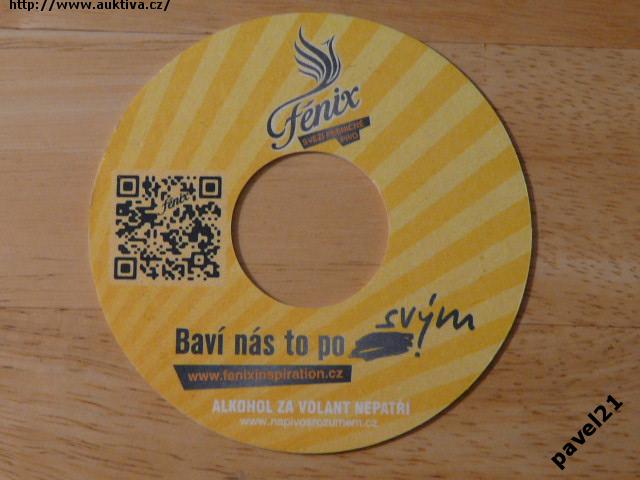 http://www.auktiva.cz/
Fénix
SVĚŽÍ PŠENIČNÉ
PIVO
Fénix
Baví nás to po svým
www.fenixinspiration.cz
ALKOHOL ZA VOLANT NEPATŘÍ
www.napivosrozumem.cz
pavel21